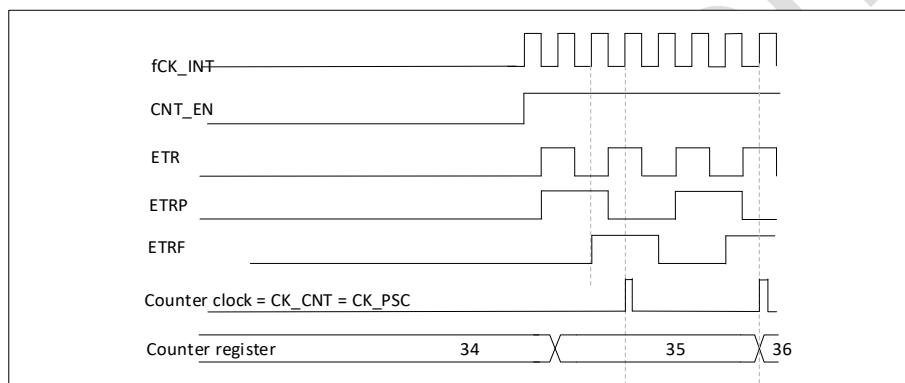 fCK_INT
CNT_EN
ETR
ETRP
ETRF
Counter clock = CK_CNT = CK_PSC
Counter register 34 35 36